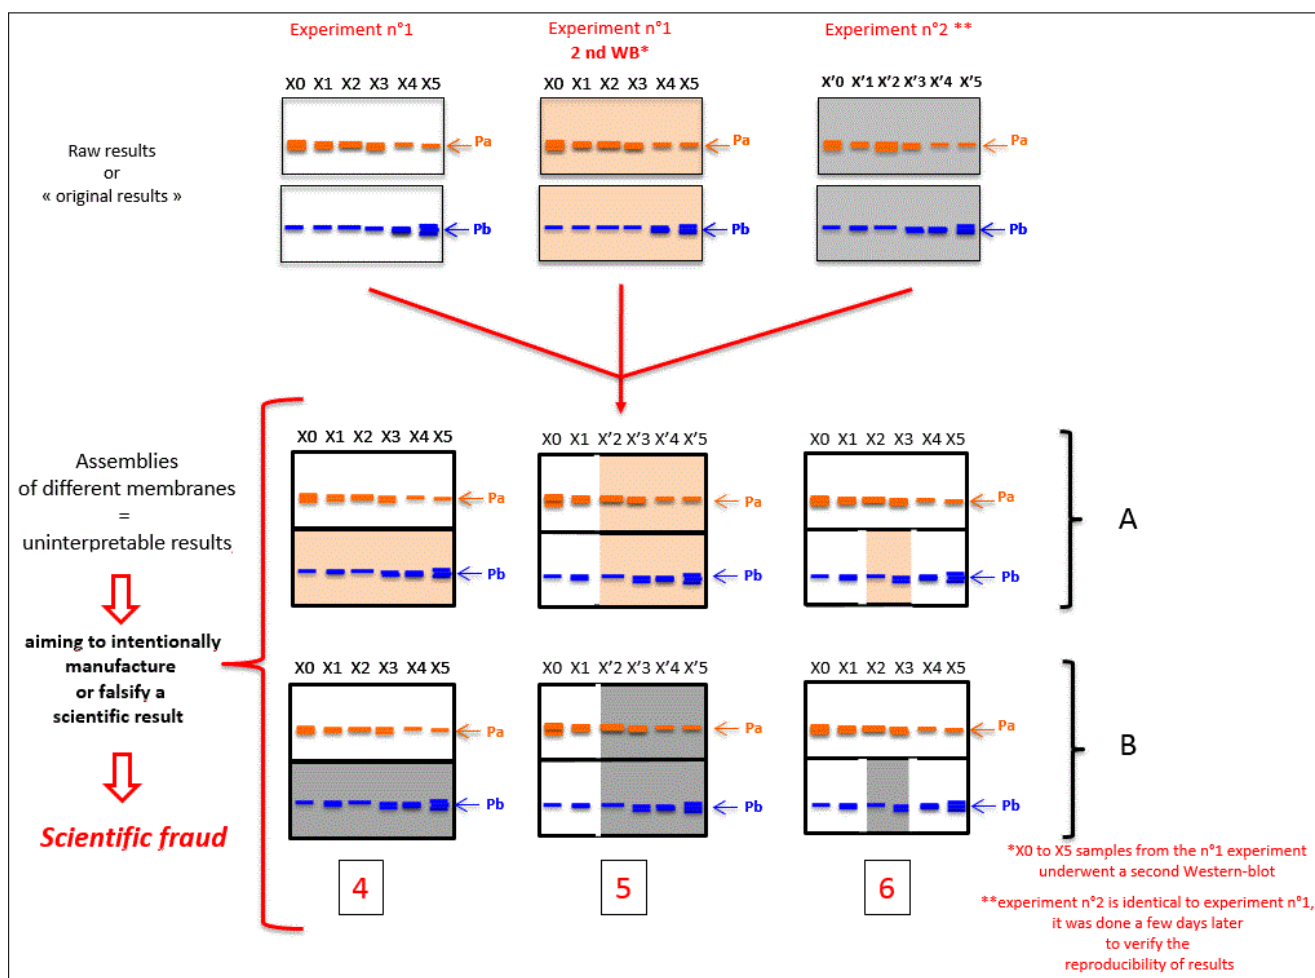 Experiment n°1
Experiment n°1
2 nd WB*
Experiment n°2 **
X0 X1 X2 X3 X4 X5
X0 X1 X2 X3 X4 X5
X'0 X'1 X'2 X'3 X'4 X'5
Raw results
or
« original results »
Pa
Pa
Pa
Pb
Pb
Pb
Assemblies
of different membranes
=
uninterpretable results
aiming to intentionally
manufacture
or falsify a
scientific result
Scientific fraud
X0 X1 X2 X3 X4 X5
X0 X1 X'2 X'3 X'4 X'5
X0 X1 X2 X3 X4 X5
Pa
Pa
Pa
Pb
Pb
Pb
A
X0 X1 X2 X3 X4 X5
X0 X1 X'2 X'3 X'4 X'5
X0 X1 X2 X3 X4 X5
Pa
Pa
Pa
Pb
Pb
Pb
B
4
5
6
*X0 to X5 samples from the n°1 experiment
underwent a second Western-blot
**experiment n°2 is identical to experiment n°1,
it was done a few days later
to verify the
reproducibility of results